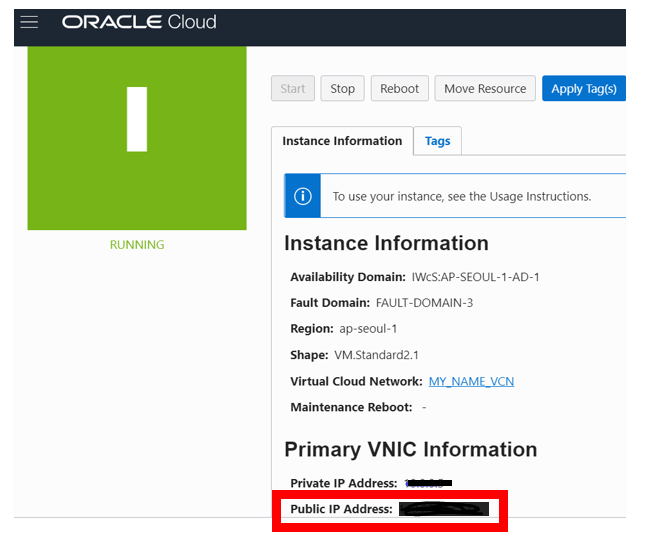 ORACLE Cloud
Start Stop Reboot Move Resource Apply Tag(s)
Instance Information Tags
To use your instance, see the Usage Instructions.
RUNNING
Instance Information
Availability Domain: IWcS:AP-SEOUL-1-AD-1
Fault Domain: FAULT-DOMAIN-3
Region: ap-seoul-1
Shape: VM.Standard2.1
Virtual Cloud Network: MY_NAME_VCN
Maintenance Reboot: -
Primary VNIC Information
Private IP Address:
Public IP Address: